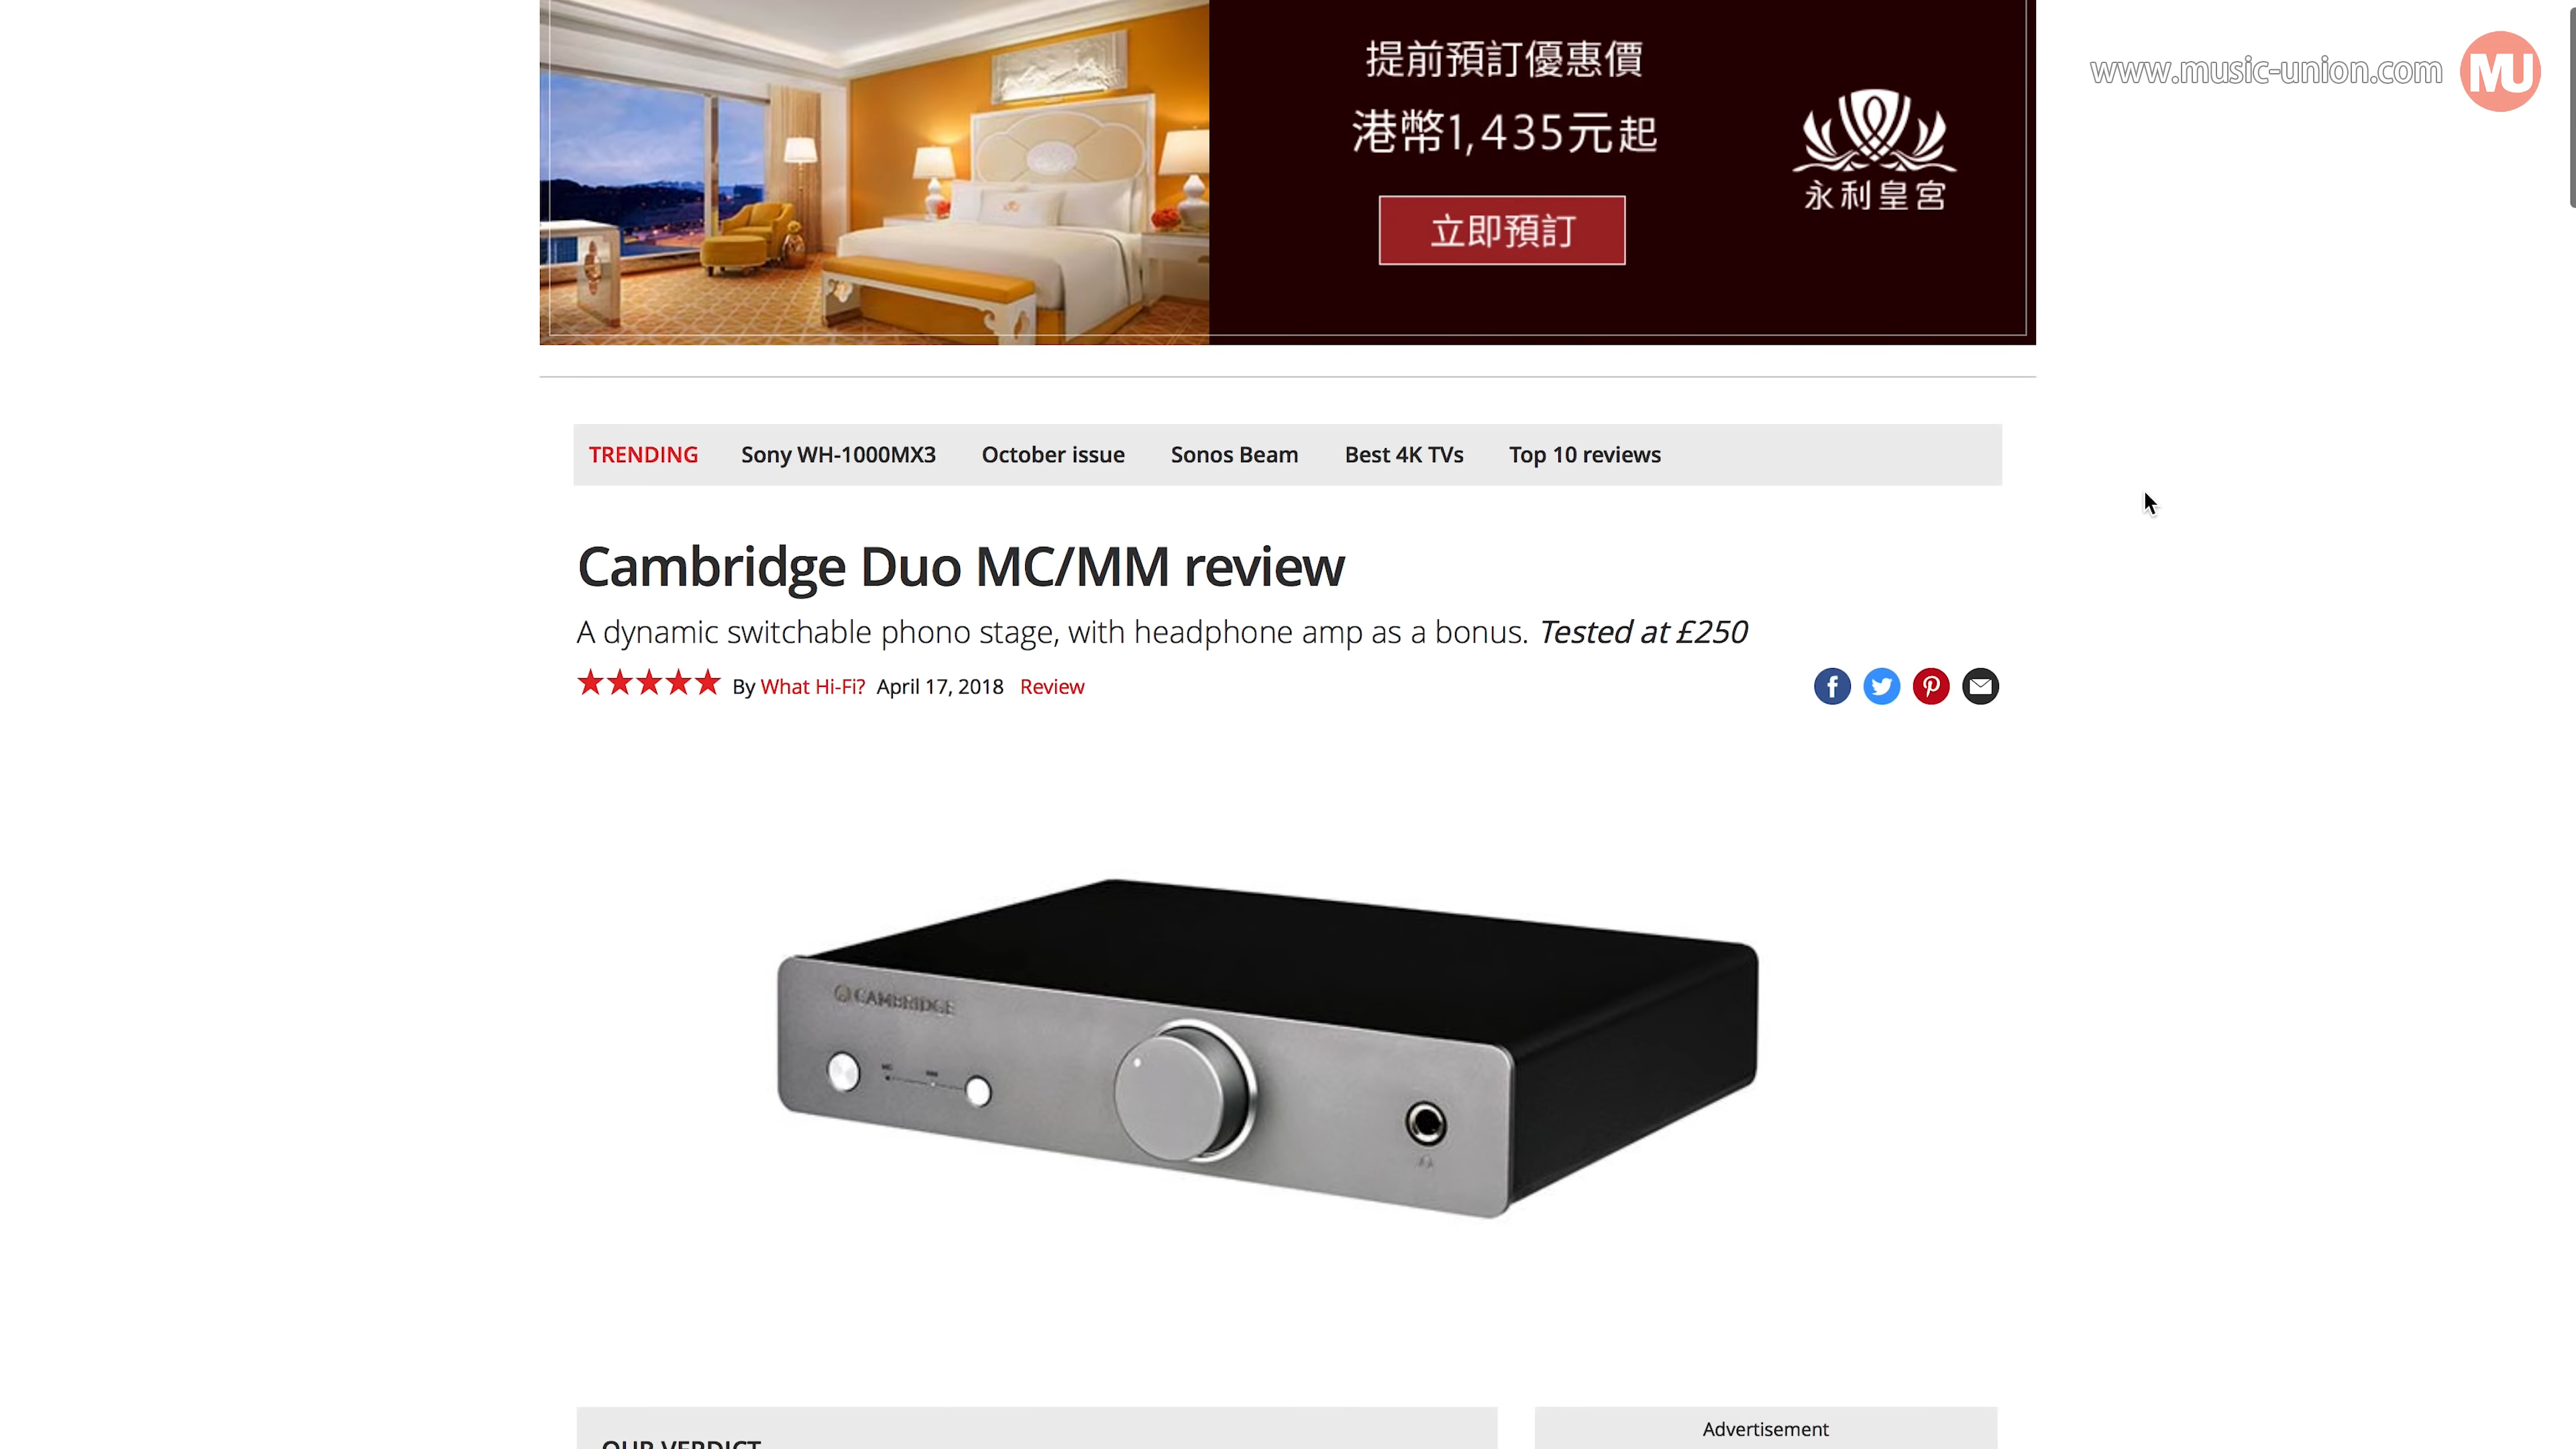 提前預訂優惠價
港幣1,435元起
立即預訂
永利皇宮
www.music-union.com MU
TRENDING Sony WH-1000MX3 October issue Sonos Beam Best 4K TVs Top 10 reviews
Cambridge Duo MC/MM review
A dynamic switchable phono stage, with headphone amp as a bonus. Tested at £250
By What Hi-Fi? April 17, 2018 Review
CAMBRIDGE
OUR VERDICT
Advertisement